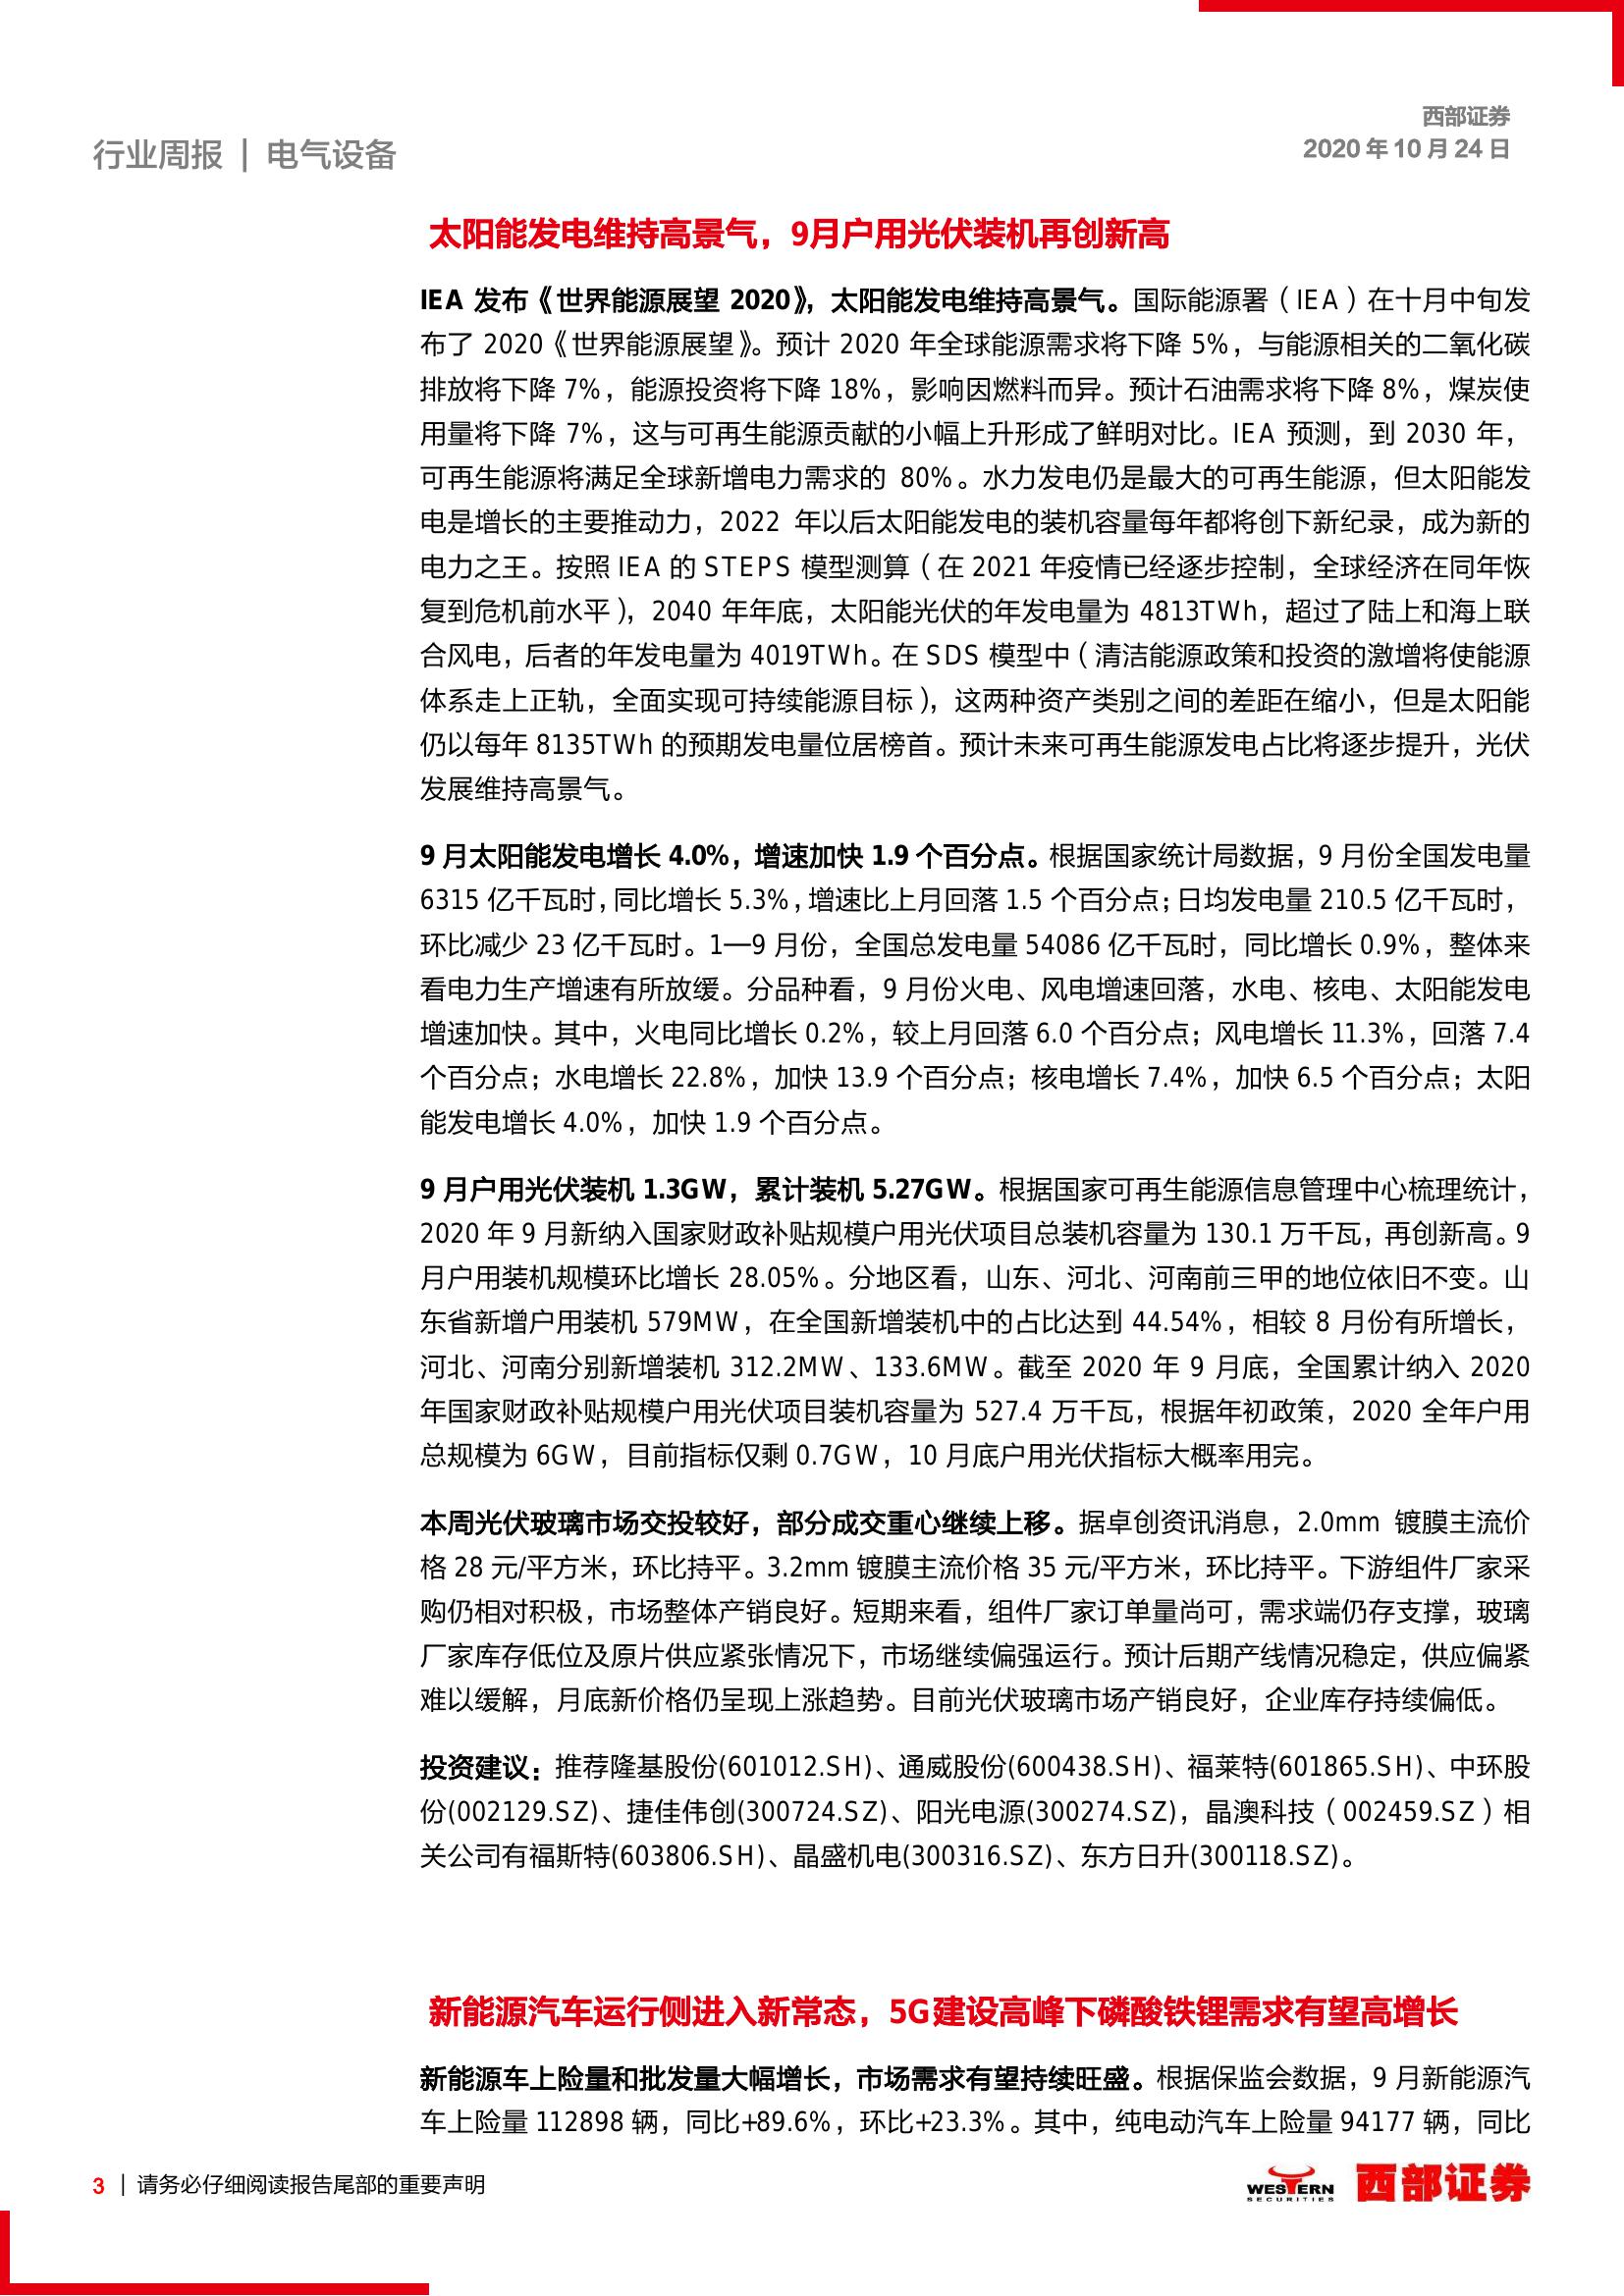 西部证券
行业周报 | 电气设备
2020 年 10 月 24 日
太阳能发电维持高景气，9月户用光伏装机再创新高
IEA 发布《世界能源展望 2020》，太阳能发电维持高景气。国际能源署（IEA）在十月中旬发
布了 2020《世界能源展望》。预计 2020 年全球能源需求将下降 5%，与能源相关的二氧化碳
排放将下降 7%，能源投资将下降 18%，影响因燃料而异。预计石油需求将下降 8%，煤炭使
用量将下降 7%，这与可再生能源贡献的小幅上升形成了鲜明对比。IEA 预测，到 2030 年，
可再生能源将满足全球新增电力需求的 80%。水力发电仍是最大的可再生能源，但太阳能发
电是增长的主要推动力，2022 年以后太阳能发电的装机容量每年都将创下新纪录，成为新的
电力之王。按照 IEA 的 STEPS 模型测算（在 2021 年疫情已经逐步控制，全球经济在同年恢
复到危机前水平），2040 年年底，太阳能光伏的年发电量为 4813TWh，超过了陆上和海上联
合风电，后者的年发电量为 4019TWh。在 SDS 模型中（清洁能源政策和投资的激增将使能源
体系走上正轨，全面实现可持续能源目标），这两种资产类别之间的差距在缩小，但是太阳能
仍以每年 8135TWh 的预期发电量位居榜首。预计未来可再生能源发电占比将逐步提升，光伏
发展维持高景气。
9 月太阳能发电增长 4.0%，增速加快 1.9 个百分点。根据国家统计局数据，9 月份全国发电量
6315 亿千瓦时，同比增长 5.3%，增速比上月回落 1.5 个百分点；日均发电量 210.5 亿千瓦时，
环比减少 23 亿千瓦时。1—9 月份，全国总发电量 54086 亿千瓦时，同比增长 0.9%，整体来
看电力生产增速有所放缓。分品种看，9 月份火电、风电增速回落，水电、核电、太阳能发电
增速加快。其中，火电同比增长 0.2%，较上月回落 6.0 个百分点；风电增长 11.3%，回落 7.4
个百分点；水电增长 22.8%，加快 13.9 个百分点；核电增长 7.4%，加快 6.5 个百分点；太阳
能发电增长 4.0%，加快 1.9 个百分点。
9 月户用光伏装机 1.3GW，累计装机 5.27GW。根据国家可再生能源信息管理中心梳理统计，
2020 年 9 月新纳入国家财政补贴规模户用光伏项目总装机容量为 130.1 万千瓦，再创新高。9
月户用装机规模环比增长 28.05%。分地区看，山东、河北、河南前三甲的地位依旧不变。山
东省新增户用装机 579MW，在全国新增装机中的占比达到 44.54%，相较 8 月份有所增长，
河北、河南分别新增装机 312.2MW、133.6MW。截至 2020 年 9 月底，全国累计纳入 2020
年国家财政补贴规模户用光伏项目装机容量为 527.4 万千瓦，根据年初政策，2020 全年户用
总规模为 6GW，目前指标仅剩 0.7GW，10 月底户用光伏指标大概率用完。
本周光伏玻璃市场交投较好，部分成交重心继续上移。据卓创资讯消息，2.0mm 镀膜主流价
格 28 元/平方米，环比持平。3.2mm 镀膜主流价格 35 元/平方米，环比持平。下游组件厂家采
购仍相对积极，市场整体产销良好。短期来看，组件厂家订单量尚可，需求端仍存支撑，玻璃
厂家库存低位及原片供应紧张情况下，市场继续偏强运行。预计后期产线情况稳定，供应偏紧
难以缓解，月底新价格仍呈现上涨趋势。目前光伏玻璃市场产销良好，企业库存持续偏低。
投资建议：推荐隆基股份(601012.SH)、通威股份(600438.SH)、福莱特(601865.SH)、中环股
份(002129.SZ)、捷佳伟创(300724.SZ)、阳光电源(300274.SZ)，晶澳科技（002459.SZ）相
关公司有福斯特(603806.SH)、晶盛机电(300316.SZ)、东方日升(300118.SZ)。
新能源汽车运行侧进入新常态，5G建设高峰下磷酸铁锂需求有望高增长
新能源车上险量和批发量大幅增长，市场需求有望持续旺盛。根据保监会数据，9 月新能源汽
车上险量 112898 辆，同比+89.6%，环比+23.3%。其中，纯电动汽车上险量 94177 辆，同比
3 | 请务必仔细阅读报告尾部的重要声明
WESTERN
SECURITIES
西部证券